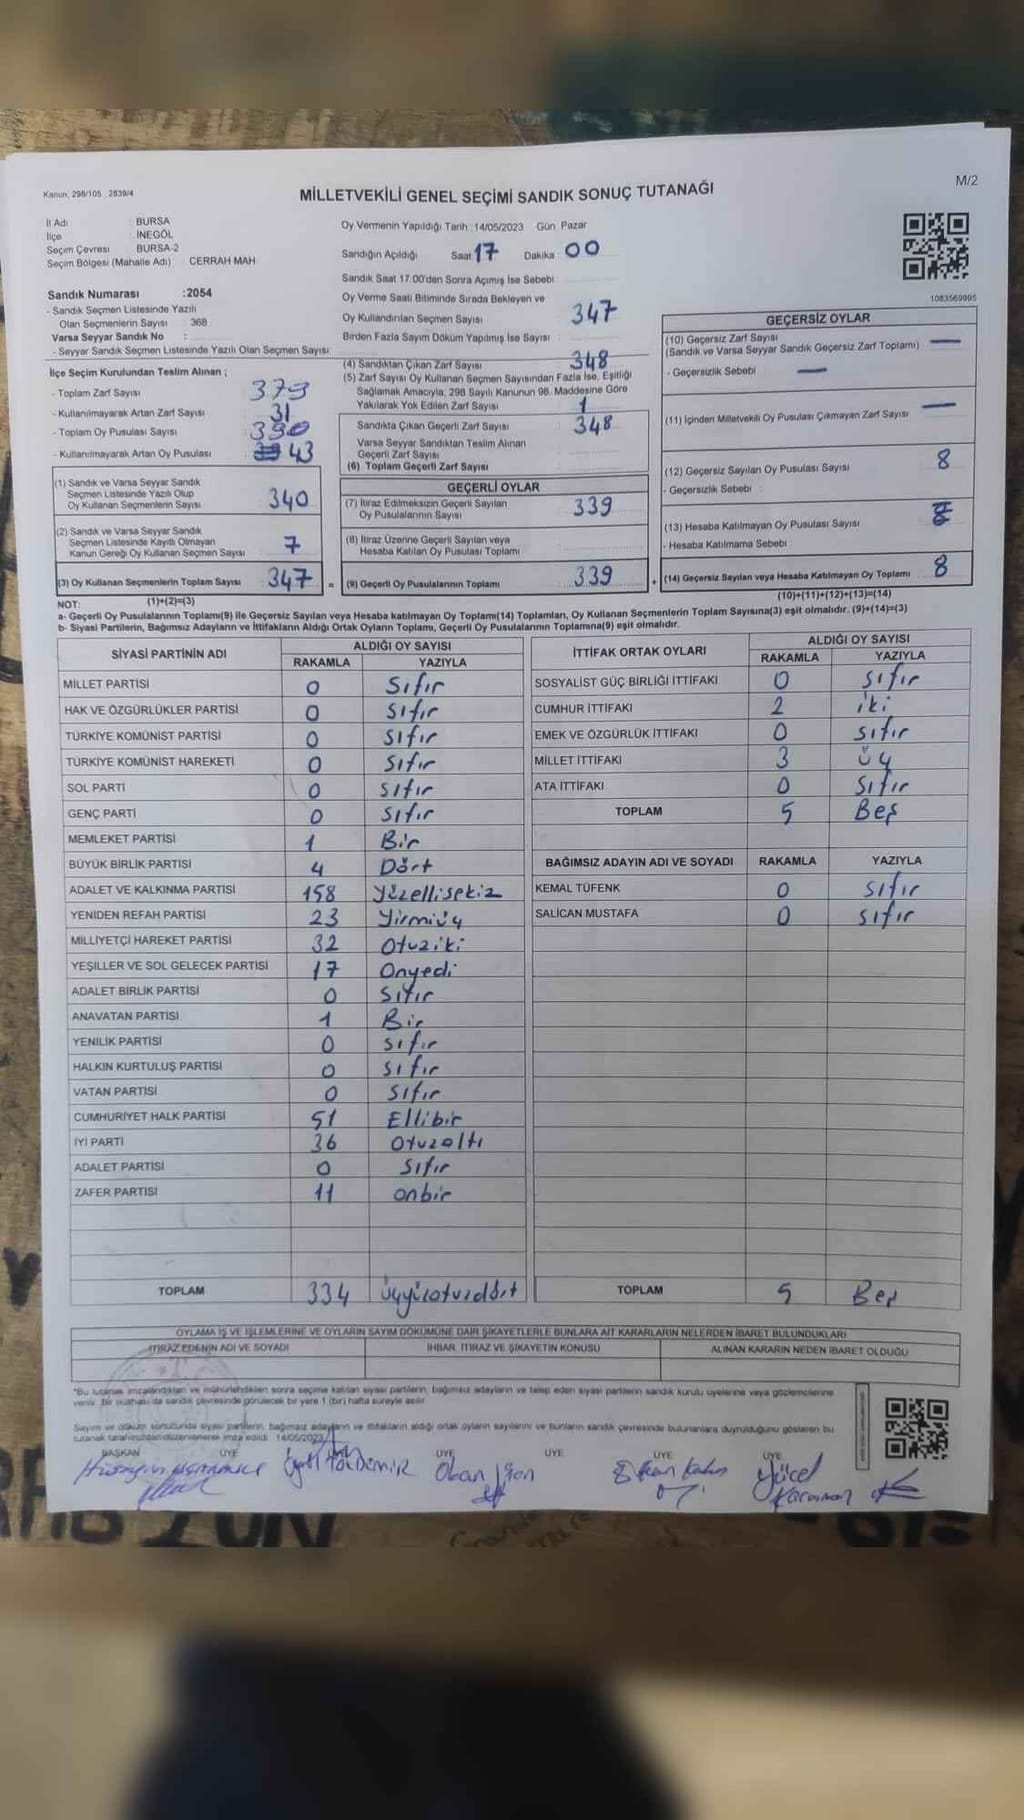 Kanun, 298/105 , 2839/4
MİLLETVEKİLİ GENEL SEÇİMİ SANDIK SONUÇ TUTANAĞI
M/2
İl Adı : BURSA
İlçe : İNEGÖL
Seçim Çevresi : BURSA-2
Seçim Bölgesi (Mahalle Adı) CERRAH MAH
Sandık Numarası :2054
- Sandık Seçmen Listesinde Yazılı
Olan Seçmenlerin Sayısı : 368
Varsa Seyyar Sandık No :
- Seyyar Sandık Seçmen Listesinde Yazılı Olan Seçmen Sayısı:
İlçe Seçim Kurulundan Teslim Alınan ;
- Toplam Zarf Sayısı 379
- Kullanılmayarak Artan Zarf Sayısı 31
- Toplam Oy Pusulası Sayısı 390
- Kullanılmayarak Artan Oy Pusulası 43
(1) Sandık ve Varsa Seyyar Sandık
Seçmen Listesinde Yazılı Olup
Oy Kullanan Seçmenlerin Sayısı 340
(2) Sandık ve Varsa Seyyar Sandık
Seçmen Listesinde Kayıtlı Olmayan
Kanun Gereği Oy Kullanan Seçmen Sayısı 7
(3) Oy Kullanan Seçmenlerin Toplam Sayısı 347 =
(1)+(2)=(3)
Oy Vermenin Yapıldığı Tarih :14/05/2023 Gün Pazar
Sandığın Açıldığı Saat 17 Dakika 00
Sandık Saat 17:00'den Sonra Açımış İse Sebebi
Oy Verme Saati Bitiminde Sırada Bekleyen ve
Oy Kullandırılan Seçmen Sayısı 347
Birden Fazla Sayım Döküm Yapılmış İse Sayısı
(4) Sandıktan Çıkan Zarf Sayısı 348
(5) Zarf Sayısı Oy Kullanan Seçmen Sayısından Fazla İse, Eşitliği
Sağlamak Amacıyla, 298 Sayılı Kanunun 98. Maddesine Göre
Yakılarak Yok Edilen Zarf Sayısı 1
Sandıkta Çıkan Geçerli Zarf Sayısı 348
Varsa Seyyar Sandıktan Teslim Alınan
Geçerli Zarf Sayısı
(6) Toplam Geçerli Zarf Sayısı
GEÇERLİ OYLAR
(7) İtiraz Edilmeksizin Geçerli Sayılan
Oy Pusulalarının Sayısı 339
(8) İtiraz Üzerine Geçerli Sayılan veya
Hesaba Katılan Oy Pusulası Toplamı
(9) Geçerli Oy Pusulalarının Toplamı 339 +
1083569995
GEÇERSİZ OYLAR
(10) Geçersiz Zarf Sayısı —
(Sandık ve Varsa Seyyar Sandık Geçersiz Zarf Toplamı)
- Geçersizlik Sebebi : —
(11) İçinden Milletvekili Oy Pusulası Çıkmayan Zarf Sayısı —
(12) Geçersiz Sayılan Oy Pusulası Sayısı 8
- Geçersizlik Sebebi :
(13) Hesaba Katılmayan Oy Pusulası Sayısı
- Hesaba Katılmama Sebebi :
(14) Geçersiz Sayılan veya Hesaba Katılmayan Oy Toplamı 8
(10)+(11)+(12)+(13)=(14)
NOT:
a- Geçerli Oy Pusulalarının Toplamı(9) ile Geçersiz Sayılan veya Hesaba katılmayan Oy Toplamı(14) Toplamları, Oy Kullanan Seçmenlerin Toplam Sayısına(3) eşit olmalıdır. (9)+(14)=(3)
b- Siyasi Partilerin, Bağımsız Adayların ve İttifakların Aldığı Ortak Oyların Toplamı, Geçerli Oy Pusulalarının Toplamına(9) eşit olmalıdır.
SİYASİ PARTİNİN ADI ALDIĞI OY SAYISI
RAKAMLA YAZIYLA
MİLLET PARTİSİ 0 Sıfır
HAK VE ÖZGÜRLÜKLER PARTİSİ 0 Sıfır
TÜRKİYE KOMÜNİST PARTİSİ 0 Sıfır
TÜRKİYE KOMÜNİST HAREKETİ 0 Sıfır
SOL PARTİ 0 Sıfır
GENÇ PARTİ 0 Sıfır
MEMLEKET PARTİSİ 1 Bir
BÜYÜK BİRLİK PARTİSİ 4 Dört
ADALET VE KALKINMA PARTİSİ 158 Yüzellisekiz
YENİDEN REFAH PARTİSİ 23 Yirmiüç
MİLLİYETÇİ HAREKET PARTİSİ 32 Otuziki
YEŞİLLER VE SOL GELECEK PARTİSİ 17 Onyedi
ADALET BİRLİK PARTİSİ 0 Sıfır
ANAVATAN PARTİSİ 1 Bir
YENİLİK PARTİSİ 0 Sıfır
HALKIN KURTULUŞ PARTİSİ 0 Sıfır
VATAN PARTİSİ 0 Sıfır
CUMHURİYET HALK PARTİSİ 51 Ellibir
İYİ PARTİ 36 Otuzaltı
ADALET PARTİSİ 0 Sıfır
ZAFER PARTİSİ 11 onbir
TOPLAM 334 üçyüzotuzdört
İTTİFAK ORTAK OYLARI ALDIĞI OY SAYISI
RAKAMLA YAZIYLA
SOSYALİST GÜÇ BİRLİĞİ İTTİFAKI 0 Sıfır
CUMHUR İTTİFAKI 2 iki
EMEK VE ÖZGÜRLÜK İTTİFAKI 0 Sıfır
MİLLET İTTİFAKI 3 üç
ATA İTTİFAKI 0 Sıfır
TOPLAM 5 Beş
BAĞIMSIZ ADAYIN ADI VE SOYADI RAKAMLA YAZIYLA
KEMAL TÜFENK 0 Sıfır
SALİCAN MUSTAFA 0 Sıfır
TOPLAM 5 Beş
OYLAMA İŞ VE İŞLEMLERİNE VE OYLARIN SAYIM DÖKÜMÜNE DAİR ŞİKAYETLERLE BUNLARA AİT KARARLARIN NELERDEN İBARET BULUNDUKLARI
İTİRAZ EDENİN ADI VE SOYADI İHBAR, İTİRAZ VE ŞİKAYETİN KONUSU ALINAN KARARIN NEDEN İBARET OLDUĞU
*Bu tutanak imzalandıktan ve mühürlendikten sonra seçime katılan siyasi partilerin, bağımsız adayların ve talep eden siyasi partilerin sandık kurulu üyelerine veya gözlemcilerine
verilir. Bir nüshası da sandık çevresinde görülecek bir yere 1 (bir) hafta süreyle asılır.
Sayım ve döküm sonucunda siyasi partilerin, bağımsız adayların ve ittifakların aldığı ortak oyların sayılarını ve bunların sandık çevresinde bulunanlara duyrulduğunu gösteren bu
tutanak tarafımızdan düzenlenerek imza edildi. 14/05/2023
BAŞKAN ÜYE ÜYE ÜYE ÜYE ÜYE
Yücel
Karaman